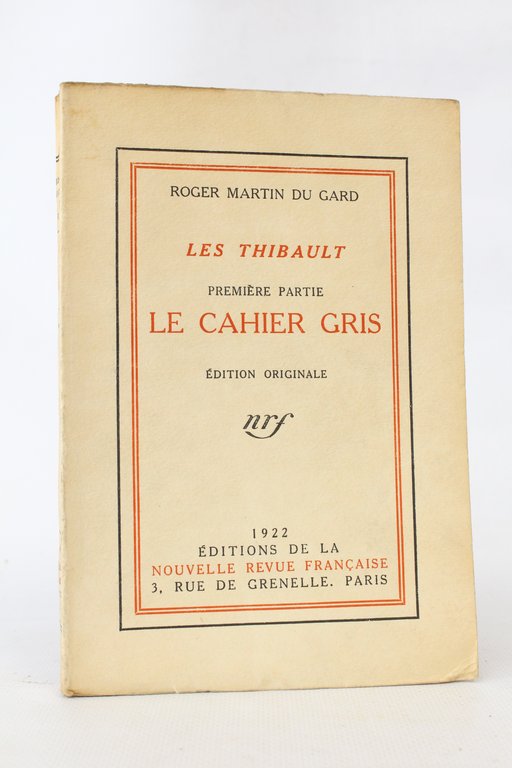 ROGER MARTIN DU GARD
LES THIBAULT
PREMIÈRE PARTIE
LE CAHIER GRIS
ÉDITION ORIGINALE
nrf
1922
ÉDITIONS DE LA
NOUVELLE REVUE FRANÇAISE
3, RUE DE GRENELLE. PARIS